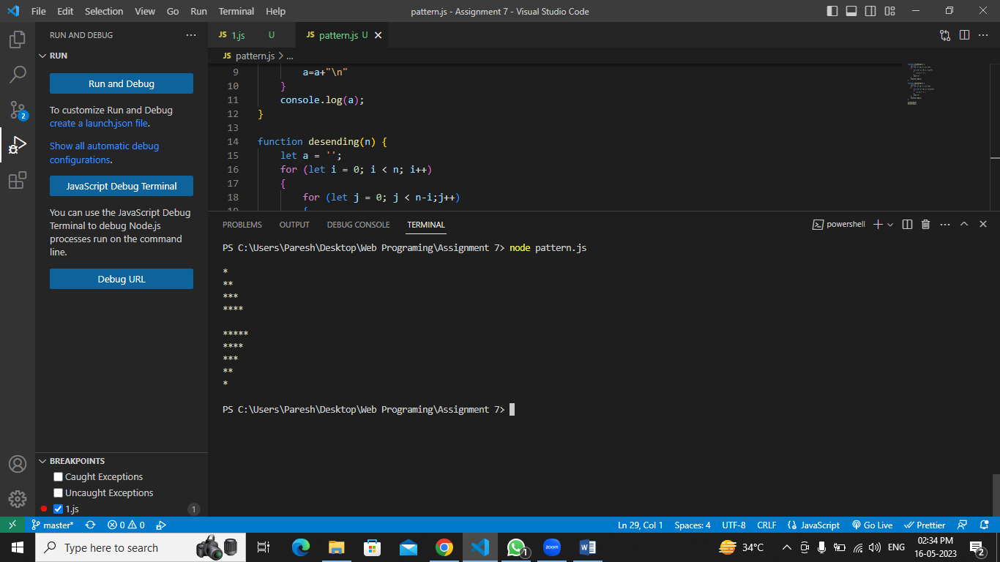 File Edit Selection View Go Run Terminal Help
pattern.js - Assignment 7 - Visual Studio Code
RUN AND DEBUG ...
RUN
Run and Debug
To customize Run and Debug
create a launch.json file.
Show all automatic debug
configurations.
JavaScript Debug Terminal
You can use the JavaScript Debug
Terminal to debug Node.js
processes run on the command
line.
Debug URL
BREAKPOINTS
Caught Exceptions
Uncaught Exceptions
1.js 1
2
JS 1.js U JS pattern.js U
JS pattern.js > ...
9 a=a+"\n"
10 }
11 console.log(a);
12 }
13
14 function desending(n) {
15 let a = '';
16 for (let i = 0; i < n; i++)
17 {
18 for (let j = 0; j < n-i;j++)
PROBLEMS OUTPUT DEBUG CONSOLE TERMINAL
powershell
PS C:\Users\Paresh\Desktop\Web Programing\Assignment 7> node pattern.js
*
**
***
****
*****
****
***
**
*
PS C:\Users\Paresh\Desktop\Web Programing\Assignment 7>
master* 0 0
Ln 29, Col 1 Spaces: 4 UTF-8 CRLF JavaScript Go Live Prettier
Type here to search
zoom
1
34°C
ENG
02:34 PM
16-05-2023
2